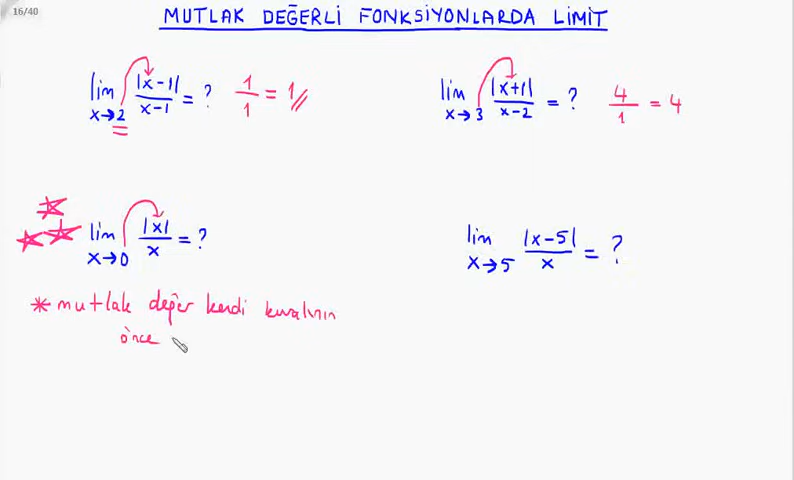 16/40
MUTLAK DEĞERLİ FONKSİYONLARDA LİMİT
lim x→2 |x-1|/x-1 = ? 1/1 = 1
lim x→3 |x+1|/x-2 = ? 4/1 = 4
lim x→0 |x|/x = ?
lim x→5 |x-5|/x = ?
* mutlak değer kendi kuralının
önce